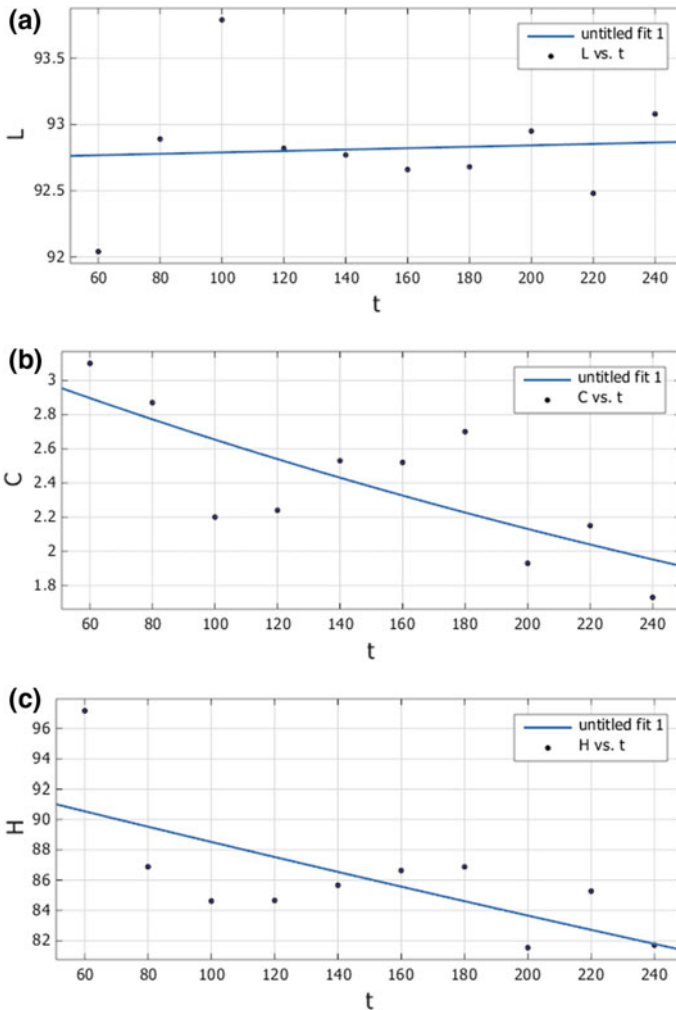 (a)
untitled fit 1
L vs. t
93.5
93
92.5
92
L
60 80 100 120 140 160 180 200 220 240
t
(b)
untitled fit 1
C vs. t
3
2.8
2.6
2.4
2.2
2
1.8
C
60 80 100 120 140 160 180 200 220 240
t
(c)
untitled fit 1
H vs. t
96
94
92
90
88
86
84
82
H
60 80 100 120 140 160 180 200 220 240
t